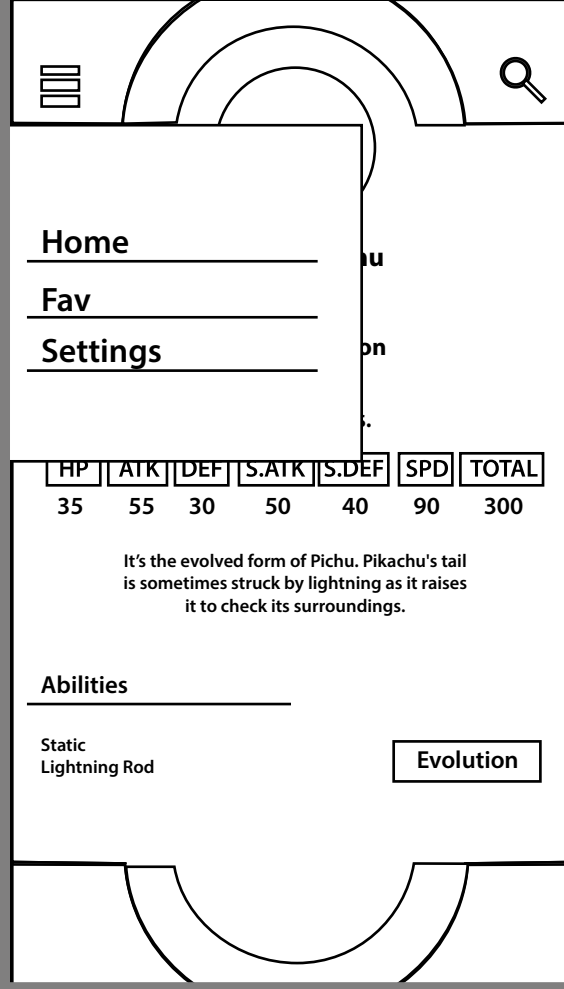 Home
Fav
Settings
HP ATK DEF S.ATK S.DEF SPD TOTAL
35 55 30 50 40 90 300
It's the evolved form of Pichu. Pikachu's tail
is sometimes struck by lightning as it raises
it to check its surroundings.
Abilities
Static
Lightning Rod
Evolution